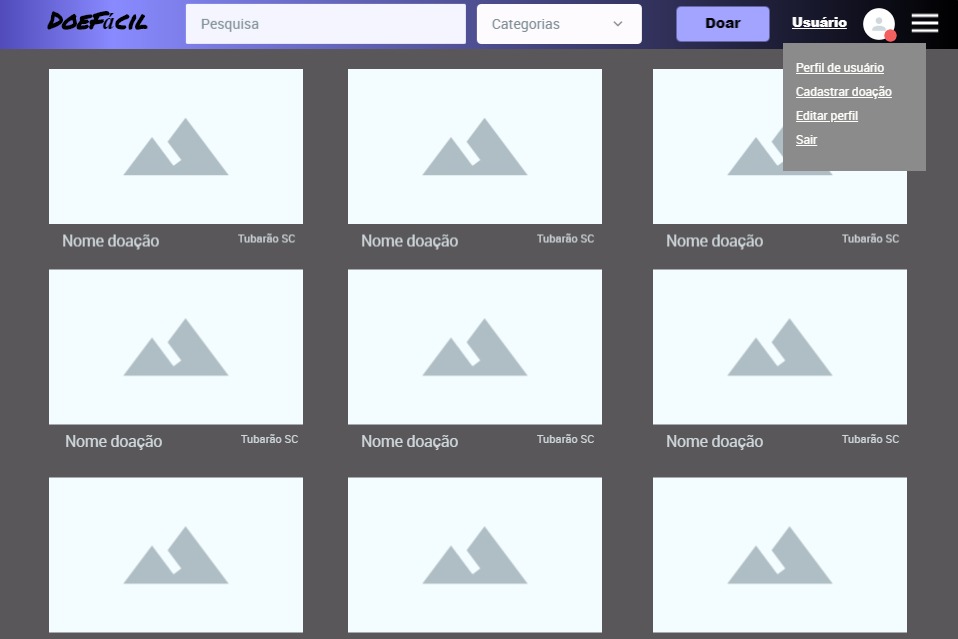 DoeFácil
Pesquisa
Categorias
Doar
Usuário
Perfil de usuário
Cadastrar doação
Editar perfil
Sair
Nome doação Tubarão SC
Nome doação Tubarão SC
Nome doação Tubarão SC
Nome doação Tubarão SC
Nome doação Tubarão SC
Nome doação Tubarão SC